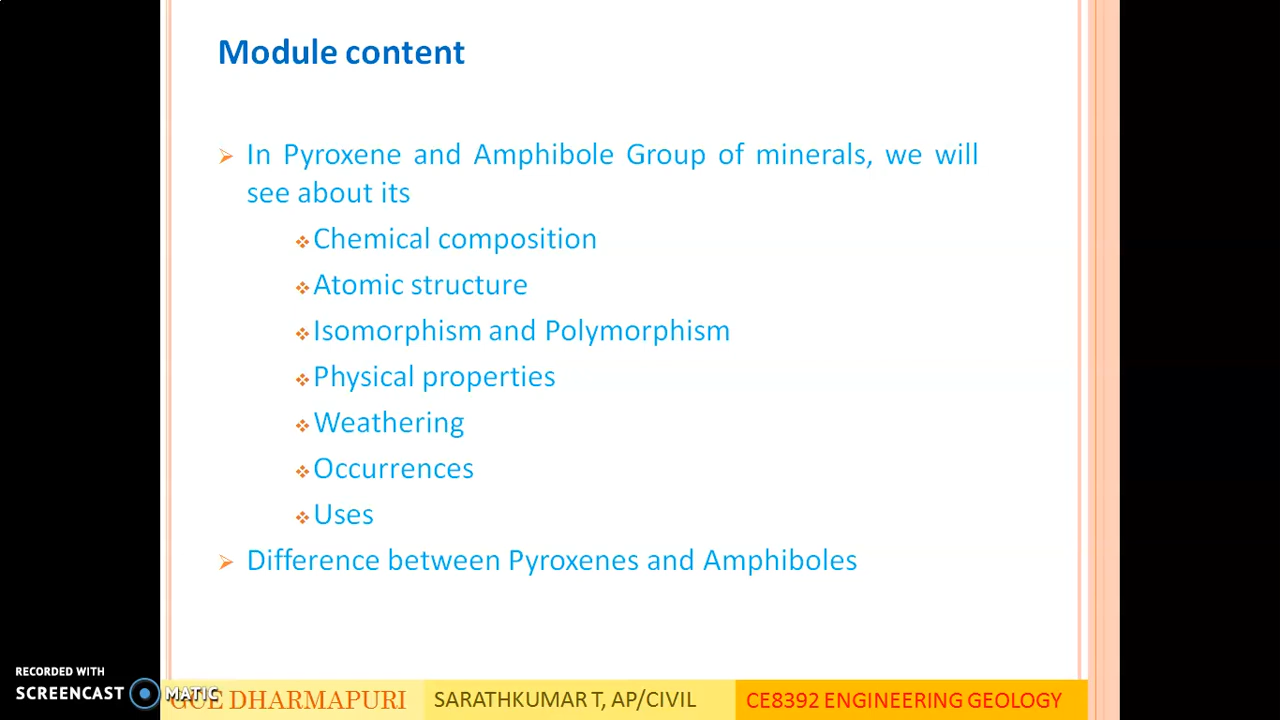 Module content
In Pyroxene and Amphibole Group of minerals, we will
see about its
Chemical composition
Atomic structure
Isomorphism and Polymorphism
Physical properties
Weathering
Occurrences
Uses
Difference between Pyroxenes and Amphiboles
RECORDED WITH
SCREENCAST MATIC
GCE DHARMAPURI
SARATHKUMAR T, AP/CIVIL
CE8392 ENGINEERING GEOLOGY